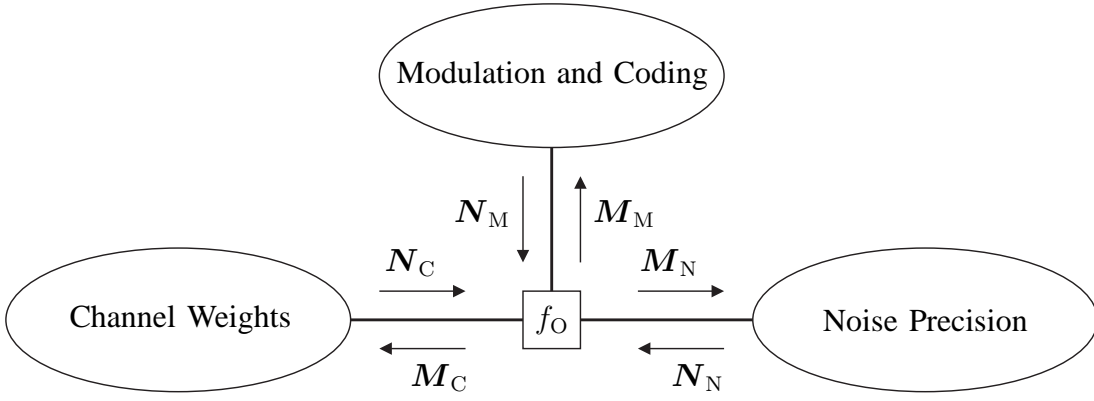 Modulation and Coding
N_M M_M
N_C M_N
Channel Weights f_O Noise Precision
M_C N_N